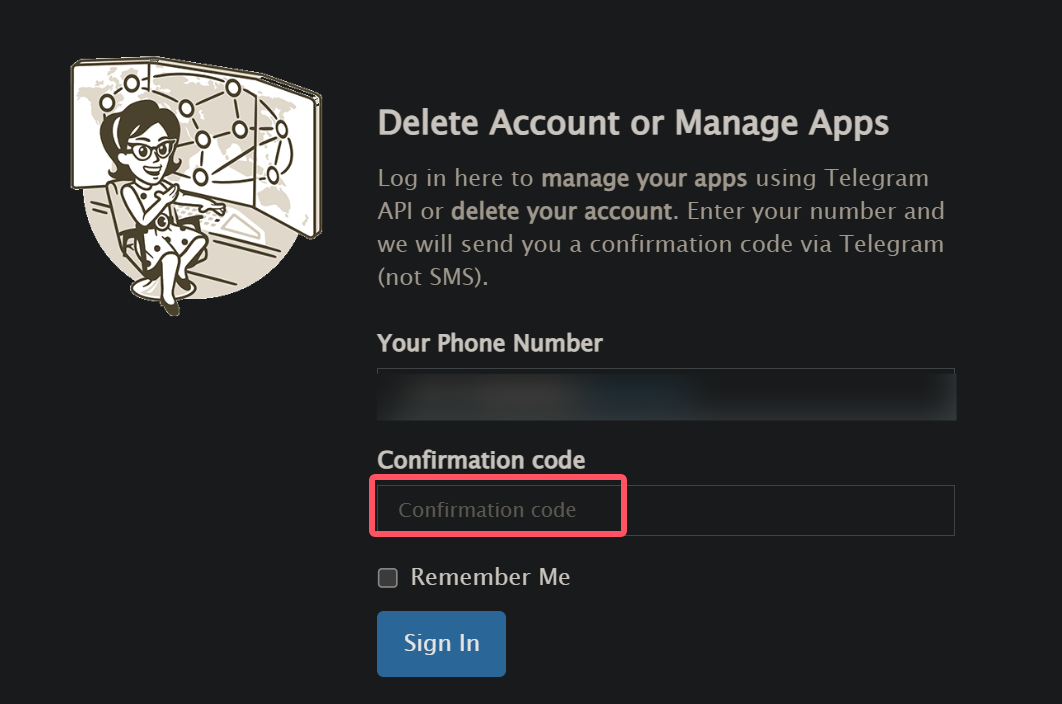 Delete Account or Manage Apps
Log in here to manage your apps using Telegram
API or delete your account. Enter your number and
we will send you a confirmation code via Telegram
(not SMS).
Your Phone Number
Confirmation code
Confirmation code
Remember Me
Sign In